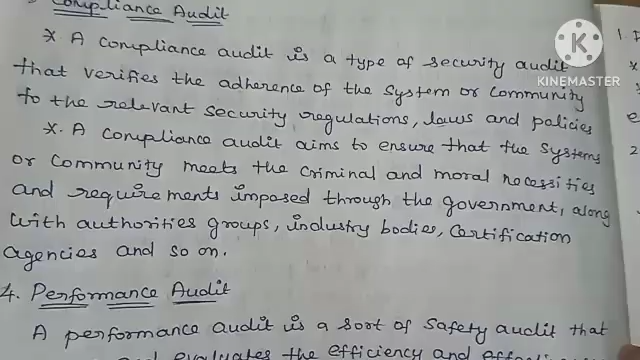 Compliance Audit
* A compliance audit is a type of security audit
that verifies the adherence of the system or community
to the relevant security regulations, laws and policies
*. A compliance audit aims to ensure that the systems
or community meets the criminal and moral necessities
and requirements imposed through the government, along
with authorities groups, industry bodies, Certification
agencies and so on.
4. Performance Audit
A performance audit is a sort of safety audit that
evaluates the efficiency and
KINEMASTER
1.
2